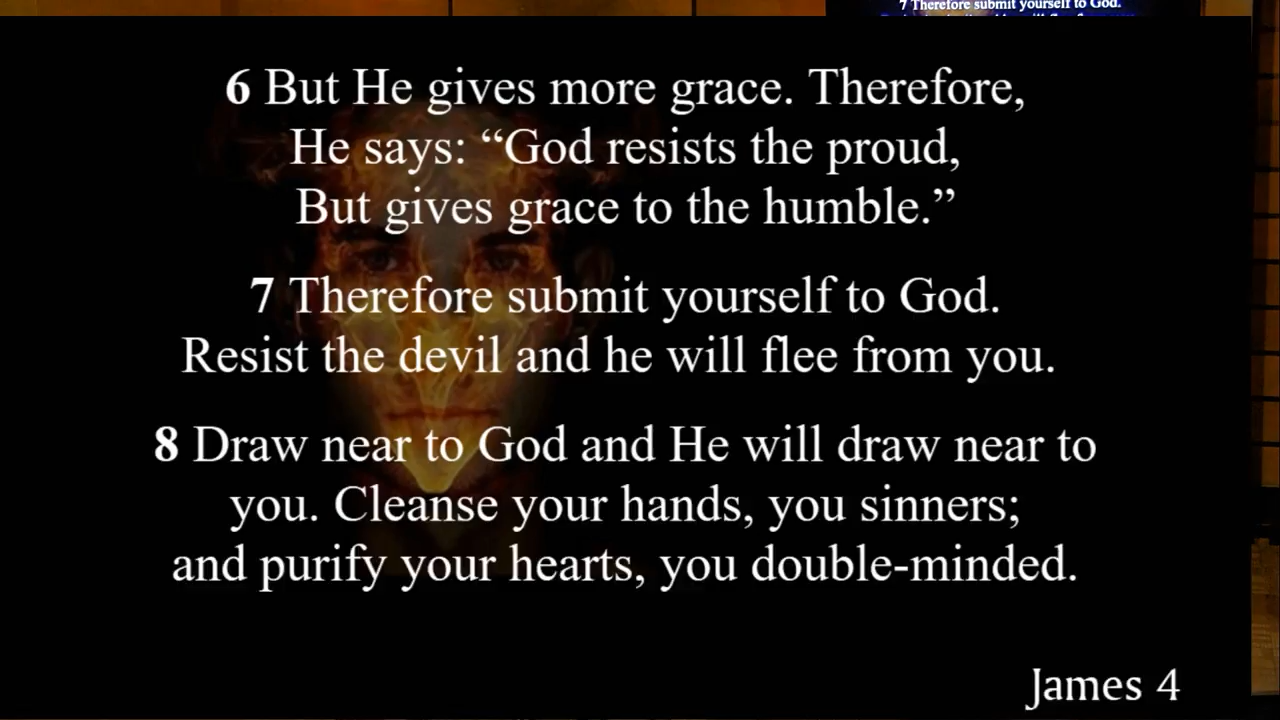 7 Therefore submit yourself to God.
6 But He gives more grace. Therefore,
He says: “God resists the proud,
But gives grace to the humble.”
7 Therefore submit yourself to God.
Resist the devil and he will flee from you.
8 Draw near to God and He will draw near to
you. Cleanse your hands, you sinners;
and purify your hearts, you double-minded.
James 4